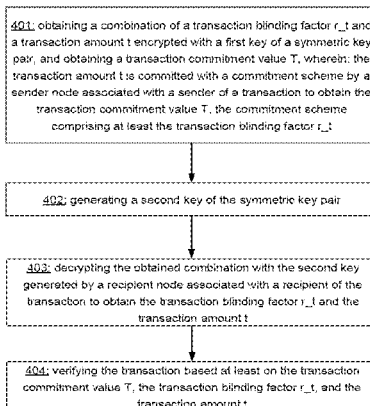 401: obtaining a combination of a transaction blinding factor r_t and
a transaction amount t encrypted with a first key of a symmetric key
pair, and obtaining a transaction commitment value T, wherein: the
transaction amount t is committed with a commitment scheme by a
sender node associated with a sender of a transaction to obtain the
transaction commitment value T, the commitment scheme
comprising at least the transaction blinding factor r_t
402: generating a second key of the symmetric key pair
403: decrypting the obtained combination with the second key
generated by a recipient node associated with a recipient of the
transaction to obtain the transaction blinding factor r_t and the
transaction amount t
404: verifying the transaction based at least on the transaction
commitment value T, the transaction blinding factor r_t, and the
transaction amount t